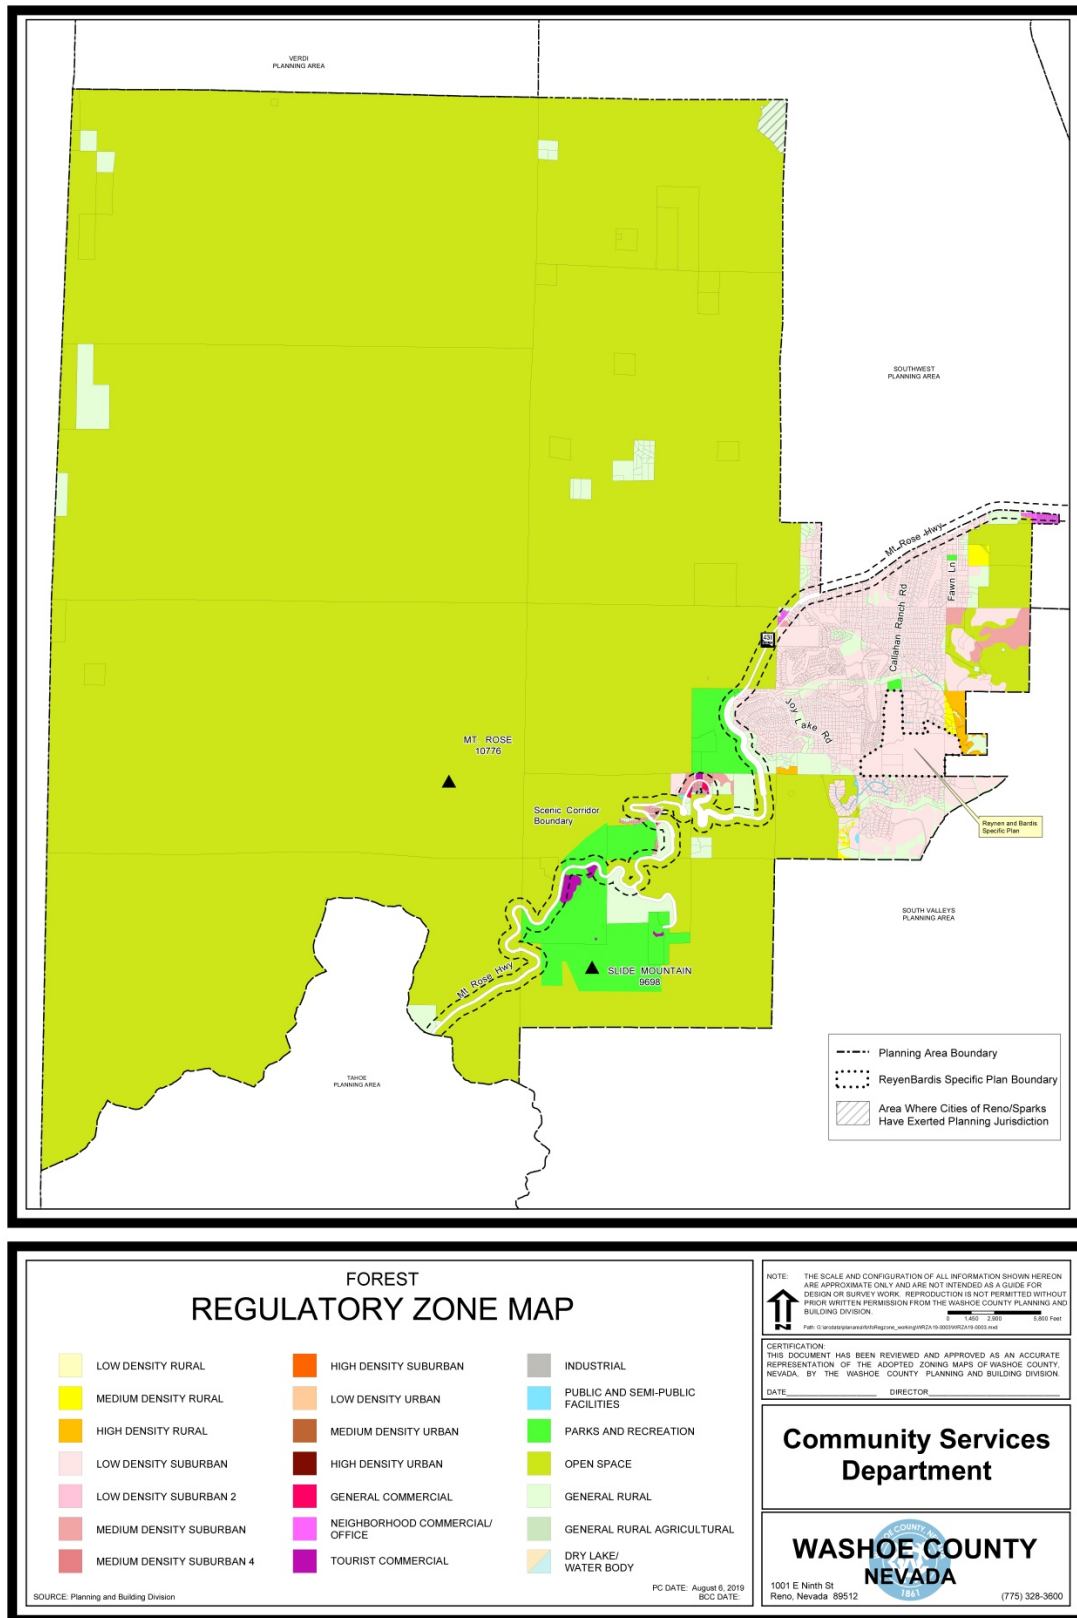 VERDI
PLANNING AREA
SOUTHWEST
PLANNING AREA
Mt Rose Hwy
Fawn Ln
Callahan Ranch Rd
431
Joy Lake Rd
MT. ROSE
10776
Scenic Corridor
Boundary
Reynen and Bardis
Specific Plan
SOUTH VALLEYS
PLANNING AREA
Mt Rose Hwy
SLIDE MOUNTAIN
9698
TAHOE
PLANNING AREA
Planning Area Boundary
ReyenBardis Specific Plan Boundary
Area Where Cities of Reno/Sparks
Have Exerted Planning Jurisdiction
FOREST
REGULATORY ZONE MAP
LOW DENSITY RURAL
MEDIUM DENSITY RURAL
HIGH DENSITY RURAL
LOW DENSITY SUBURBAN
LOW DENSITY SUBURBAN 2
MEDIUM DENSITY SUBURBAN
MEDIUM DENSITY SUBURBAN 4
HIGH DENSITY SUBURBAN
LOW DENSITY URBAN
MEDIUM DENSITY URBAN
HIGH DENSITY URBAN
GENERAL COMMERCIAL
NEIGHBORHOOD COMMERCIAL/
OFFICE
TOURIST COMMERCIAL
INDUSTRIAL
PUBLIC AND SEMI-PUBLIC
FACILITIES
PARKS AND RECREATION
OPEN SPACE
GENERAL RURAL
GENERAL RURAL AGRICULTURAL
DRY LAKE/
WATER BODY
SOURCE: Planning and Building Division
PC DATE: August 6, 2019
BCC DATE:
NOTE: THE SCALE AND CONFIGURATION OF ALL INFORMATION SHOWN HEREON
ARE APPROXIMATE ONLY AND ARE NOT INTENDED AS A GUIDE FOR
DESIGN OR SURVEY WORK. REPRODUCTION IS NOT PERMITTED WITHOUT
PRIOR WRITTEN PERMISSION FROM THE WASHOE COUNTY PLANNING AND
BUILDING DIVISION.
N
0 1,450 2,900 5,800 Feet
CERTIFICATION:
THIS DOCUMENT HAS BEEN REVIEWED AND APPROVED AS AN ACCURATE
REPRESENTATION OF THE ADOPTED ZONING MAPS OF WASHOE COUNTY,
NEVADA, BY THE WASHOE COUNTY PLANNING AND BUILDING DIVISION.
DATE DIRECTOR
Community Services
Department
WASHOE COUNTY
NEVADA
1861
1001 E Ninth St
Reno, Nevada 89512
(775) 328-3600